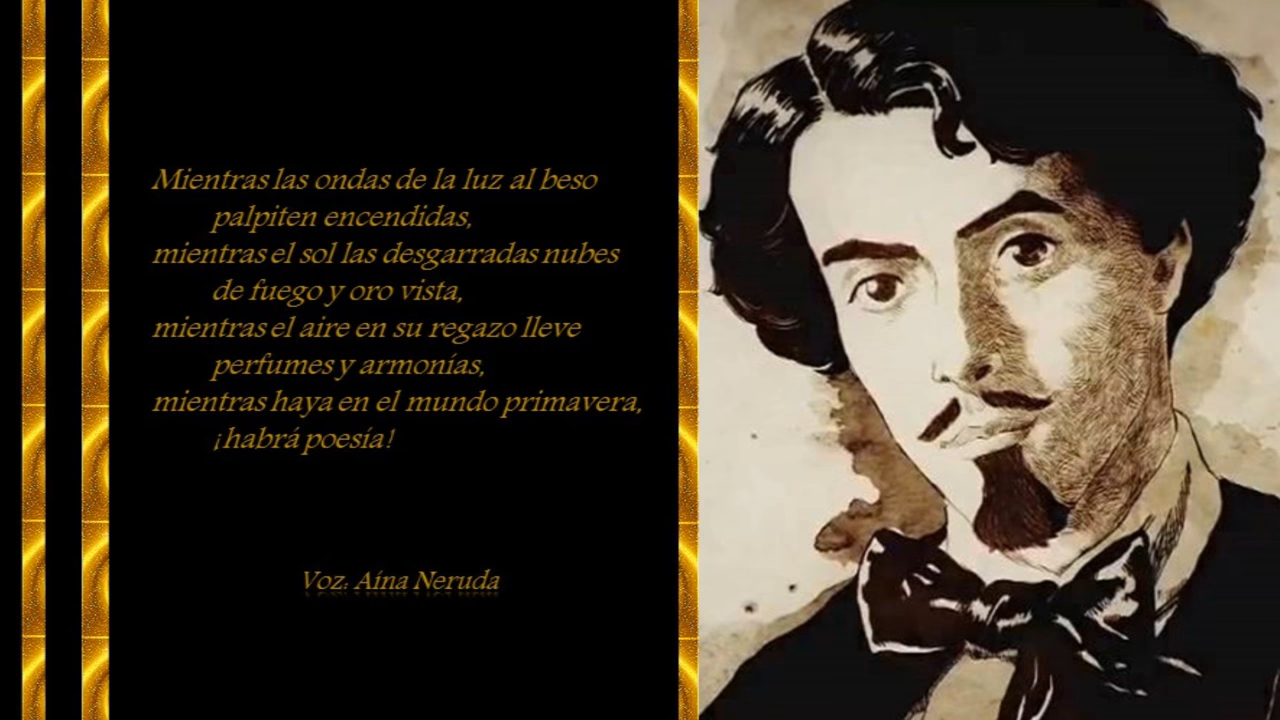 Mientras las ondas de la luz al beso
palpiten encendidas,
mientras el sol las desgarradas nubes
de fuego y oro vista,
mientras el aire en su regazo lleve
perfumes y armonías,
mientras haya en el mundo primavera,
¡habrá poesía!
Voz: Aína Neruda